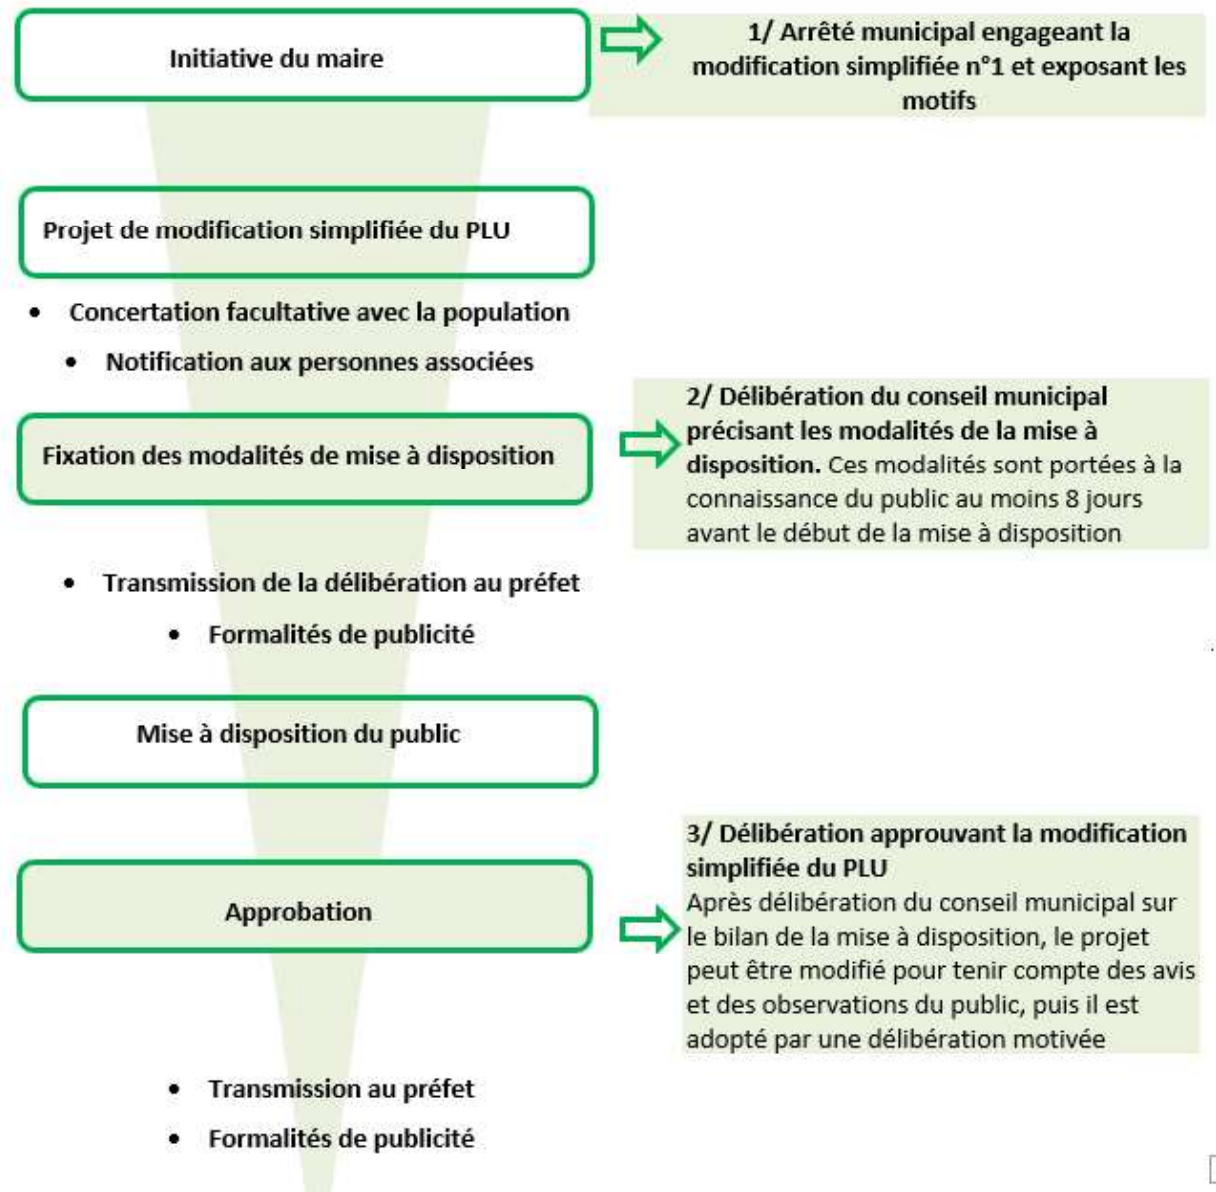 Initiative du maire
1/ Arrêté municipal engageant la
modification simplifiée n°1 et exposant les
motifs
Projet de modification simplifiée du PLU
• Concertation facultative avec la population
• Notification aux personnes associées
Fixation des modalités de mise à disposition
2/ Délibération du conseil municipal
précisant les modalités de la mise à
disposition. Ces modalités sont portées à la
connaissance du public au moins 8 jours
avant le début de la mise à disposition
• Transmission de la délibération au préfet
• Formalités de publicité
Mise à disposition du public
Approbation
3/ Délibération approuvant la modification
simplifiée du PLU
Après délibération du conseil municipal sur
le bilan de la mise à disposition, le projet
peut être modifié pour tenir compte des avis
et des observations du public, puis il est
adopté par une délibération motivée
• Transmission au préfet
• Formalités de publicité